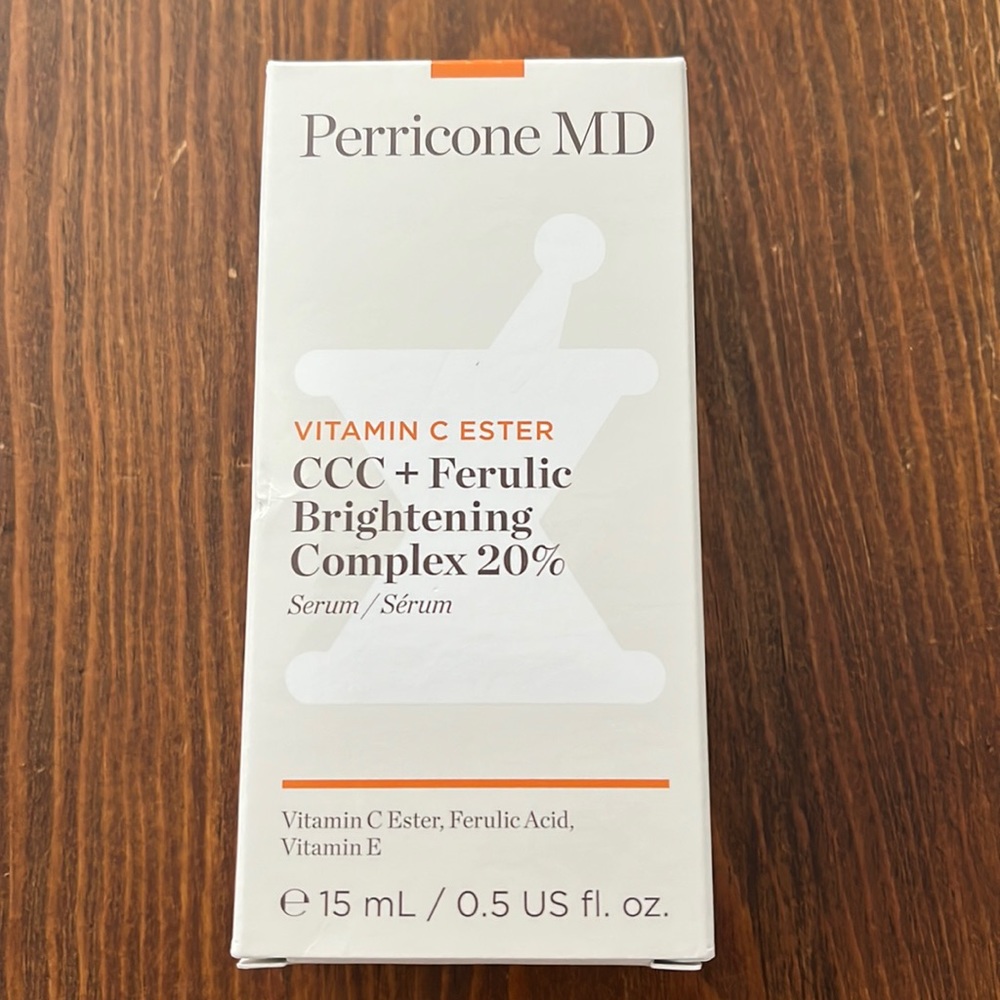 Perricone MD
VITAMIN C ESTER
CCC + Ferulic
Brightening
Complex 20%
Serum / Sérum
Vitamin C Ester, Ferulic Acid,
Vitamin E
℮ 15 mL / 0.5 US fl. oz.